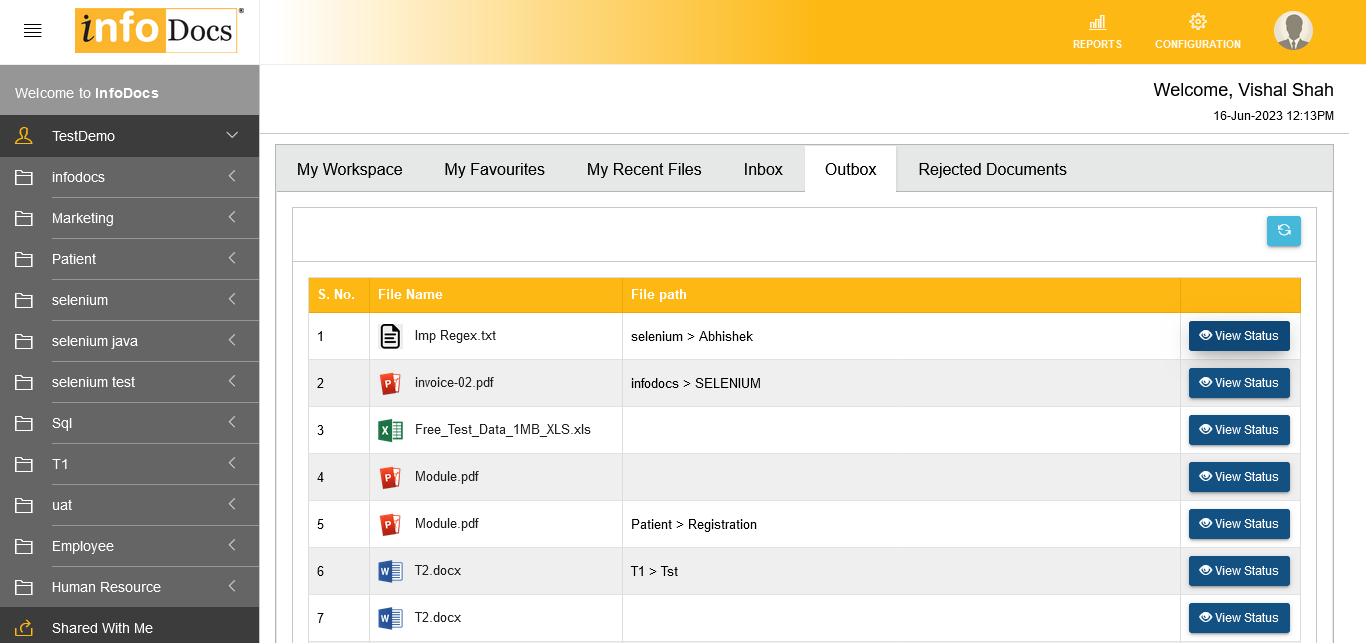 info Docs
REPORTS
CONFIGURATION
Welcome to InfoDocs
Welcome, Vishal Shah
16-Jun-2023 12:13PM
TestDemo
infodocs
Marketing
Patient
selenium
selenium java
selenium test
Sql
T1
uat
Employee
Human Resource
Shared With Me
My Workspace My Favourites My Recent Files Inbox Outbox Rejected Documents
S. No. File Name File path
1 Imp Regex.txt selenium > Abhishek View Status
2 invoice-02.pdf infodocs > SELENIUM View Status
3 Free_Test_Data_1MB_XLS.xls View Status
4 Module.pdf View Status
5 Module.pdf Patient > Registration View Status
6 T2.docx T1 > Tst View Status
7 T2.docx View Status